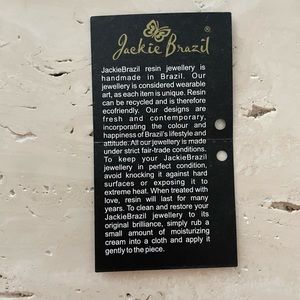 Jackie Brazil®
JackieBrazil resin jewellery is
handmade in Brazil. Our
jewellery is considered wearable
art, as each item is unique. Resin
can be recycled and is therefore
ecofriendly. Our designs are
fresh and contemporary,
incorporating the colour and
happiness of Brazil's lifestyle and
attitude. All our jewellery is made
under strict fair-trade conditions.
To keep your JackieBrazil
jewellery in perfect condition,
avoid knocking it against hard
surfaces or exposing it to
extreme heat. When treated with
love, resin will last for many
years. To clean and restore your
JackieBrazil jewellery to its
original brilliance, simply rub a
small amount of moisturizing
cream into a cloth and apply it
gently to the piece.